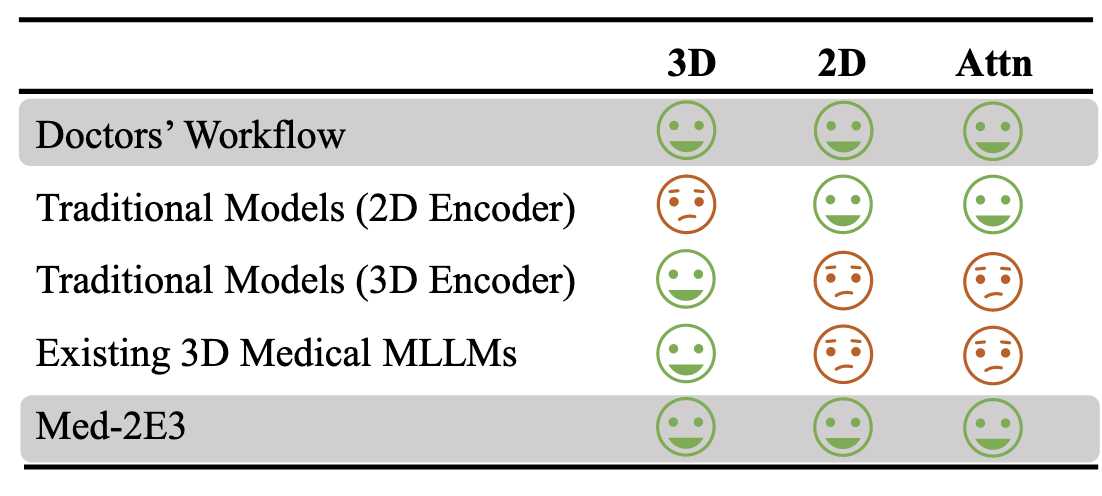 3D 2D Attn
Doctors’ Workflow
Traditional Models (2D Encoder)
Traditional Models (3D Encoder)
Existing 3D Medical MLLMs
Med-2E3